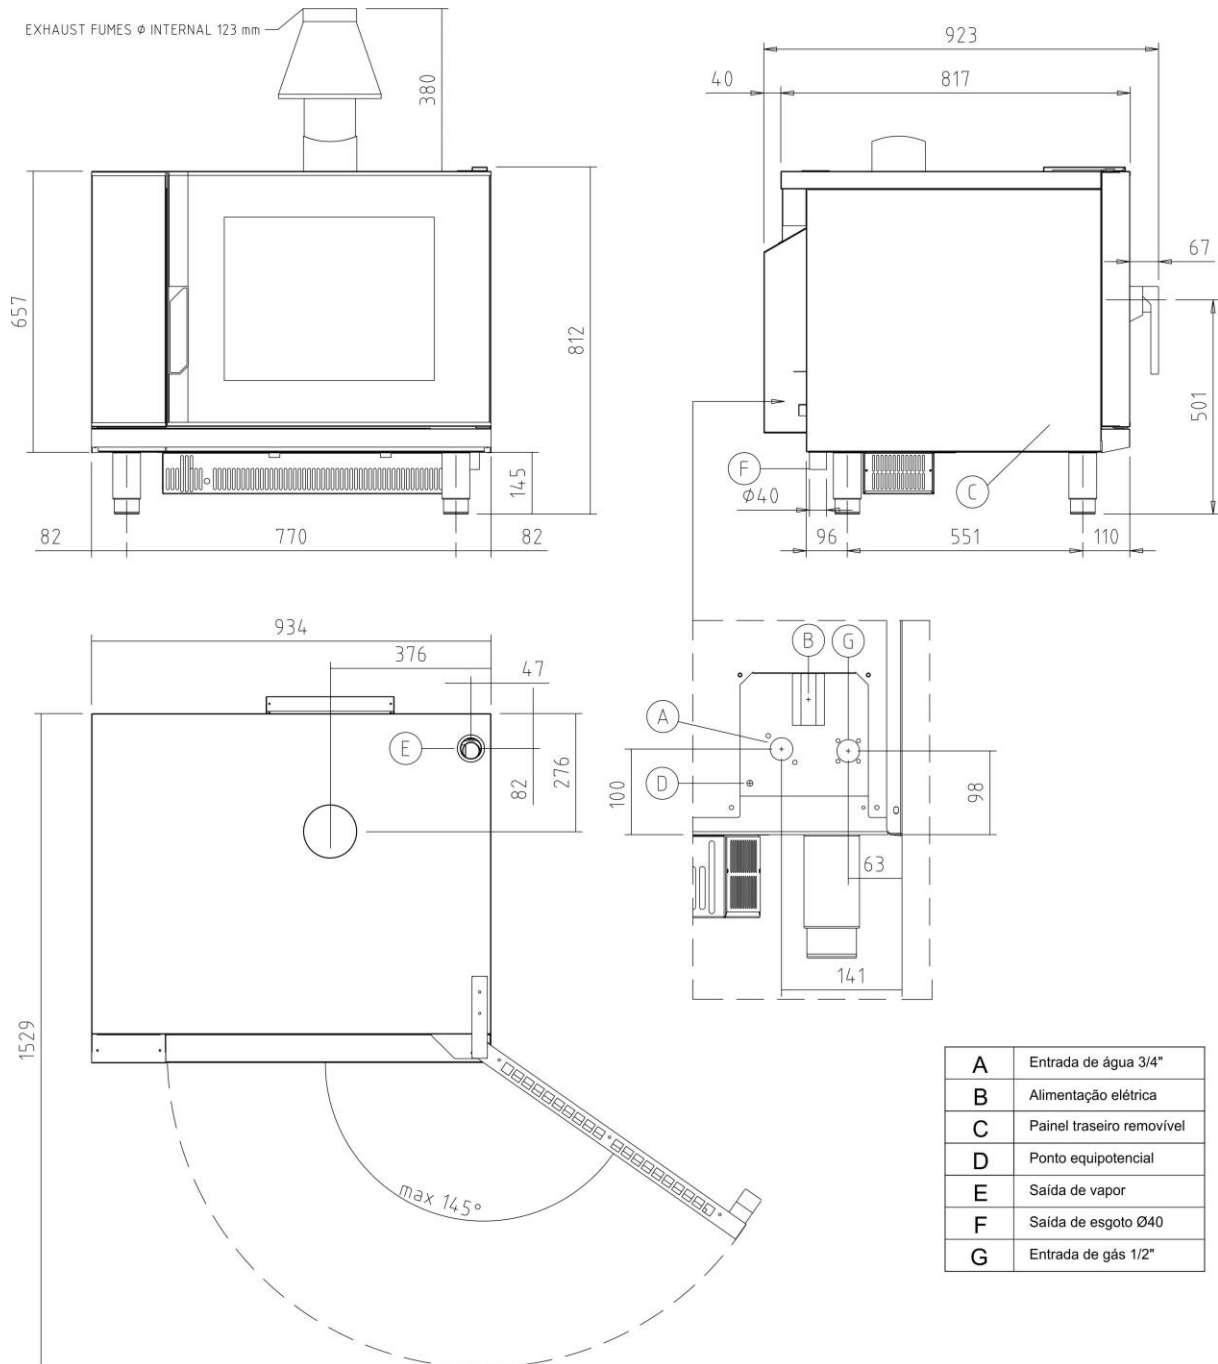 EXHAUST FUMES Ø INTERNAL 123 mm
380
657
812
145
82
770
82
923
40
817
67
501
F
Ø40
C
96
551
110
934
376
47
E
82
276
1529
max 145°
B
G
A
D
100
98
63
141
A Entrada de água 3/4"
B Alimentação elétrica
C Painel traseiro removível
D Ponto equipotencial
E Saída de vapor
F Saída de esgoto Ø40
G Entrada de gás 1/2"